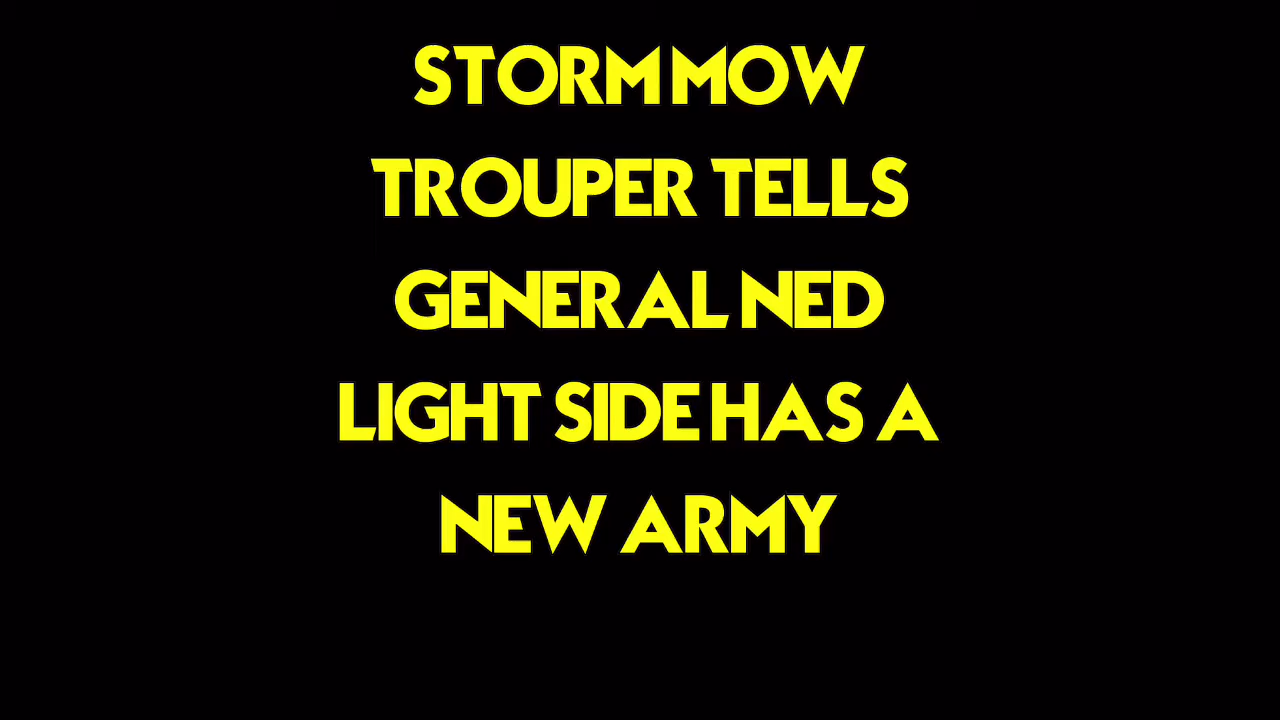 STORM MOW
TROUPER TELLS
GENERAL NED
LIGHT SIDE HAS A
NEW ARMY